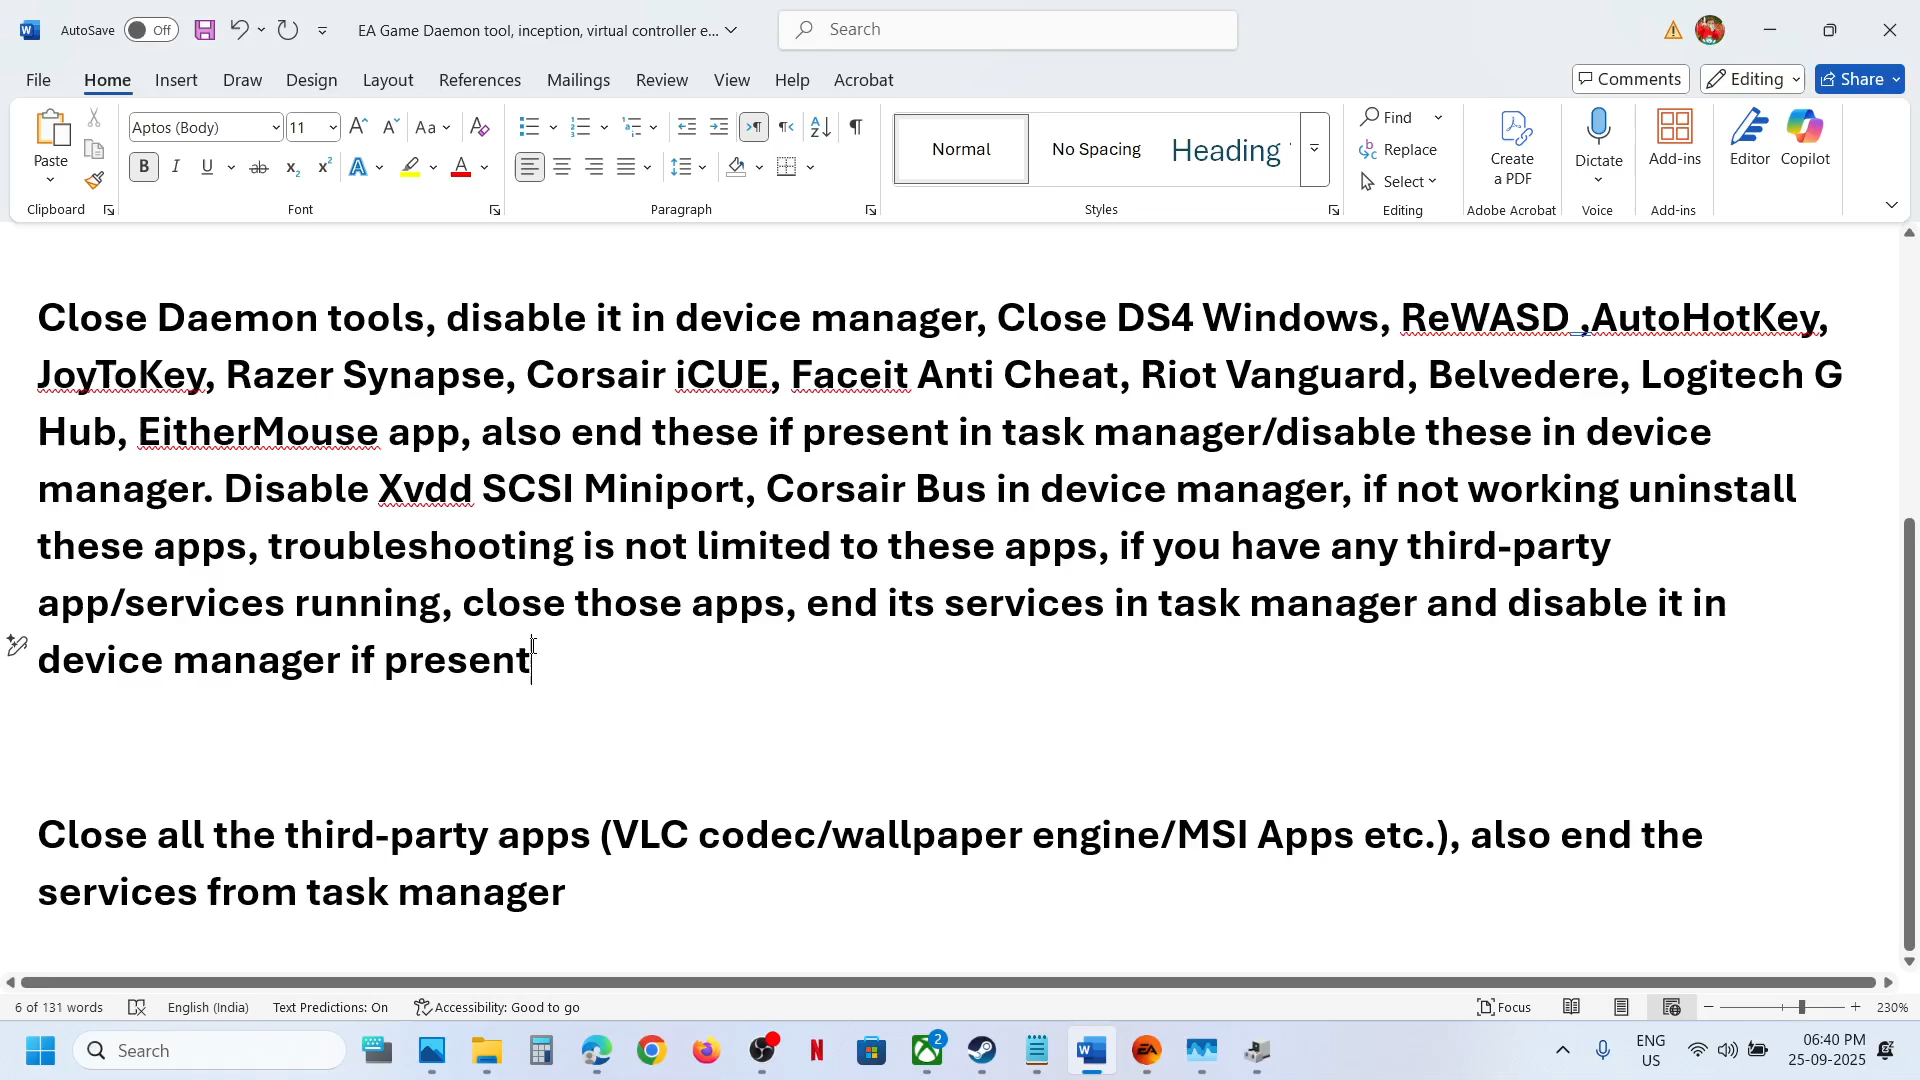 AutoSave Off EA Game Daemon tool, inception, virtual controller e... Search
File Home Insert Draw Design Layout References Mailings Review View Help Acrobat Comments Editing Share
Paste Aptos (Body) 11 Normal No Spacing Heading Find Replace Select Create a PDF Dictate Add-ins Editor Copilot
Clipboard Font Paragraph Styles Editing Adobe Acrobat Voice Add-ins
Close Daemon tools, disable it in device manager, Close DS4 Windows, ReWASD ,AutoHotKey,
JoyToKey, Razer Synapse, Corsair iCUE, Faceit Anti Cheat, Riot Vanguard, Belvedere, Logitech G
Hub, EitherMouse app, also end these if present in task manager/disable these in device
manager. Disable Xvdd SCSI Miniport, Corsair Bus in device manager, if not working uninstall
these apps, troubleshooting is not limited to these apps, if you have any third-party
app/services running, close those apps, end its services in task manager and disable it in
device manager if present
Close all the third-party apps (VLC codec/wallpaper engine/MSI Apps etc.), also end the
services from task manager
6 of 131 words English (India) Text Predictions: On Accessibility: Good to go Focus 230%
Search 2 ENG US 06:40 PM 25-09-2025